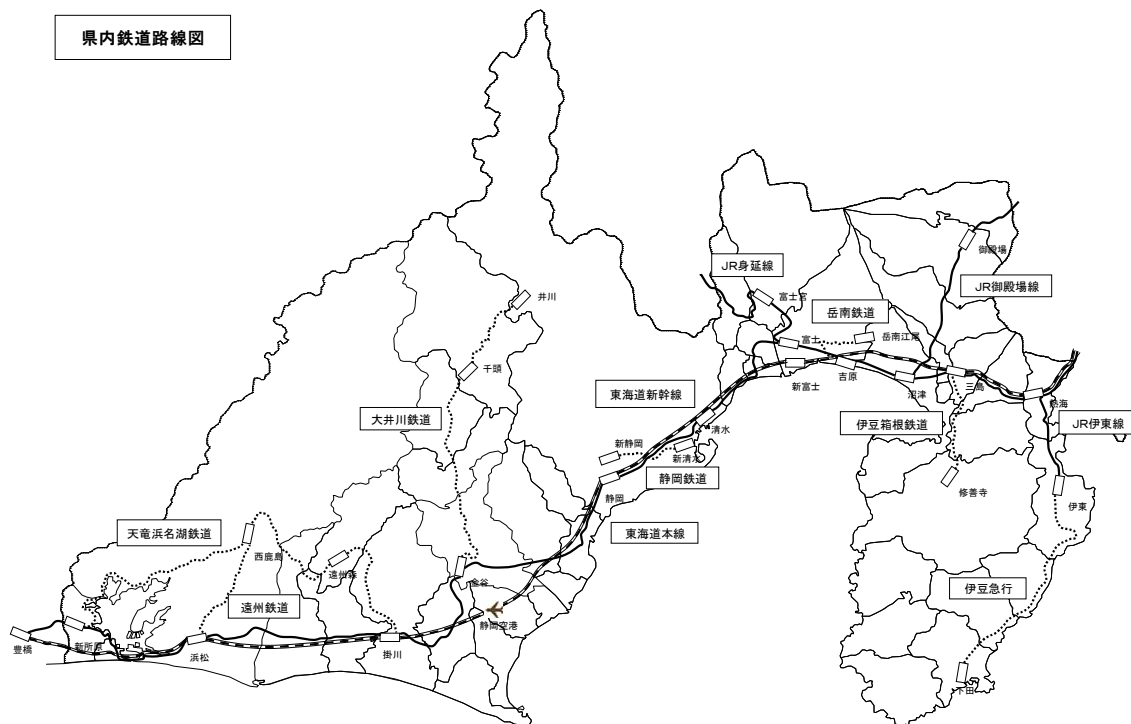 県内鉄道路線図
JR身延線
御殿場
JR御殿場線
井川
富士宮
岳南鉄道
富士
岳南江尾
千頭
新富士
吉原
沼津
三島
東海道新幹線
熱海
大井川鉄道
清水
伊豆箱根鉄道
JR伊東線
新静岡
新清水
静岡鉄道
静岡
修善寺
伊東
天竜浜名湖鉄道
東海道本線
西鹿島
遠州森
金谷
伊豆急行
遠州鉄道
静岡空港
豊橋
新所原
浜松
掛川
下田